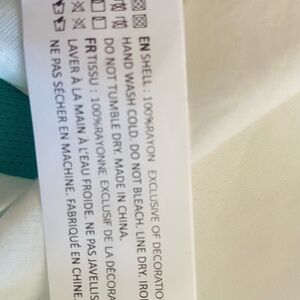 EN SHELL : 100%RAYON EXCLUSIVE OF DECORATION
HAND WASH COLD. DO NOT BLEACH. LINE DRY. IRON
DO NOT TUMBLE DRY. MADE IN CHINA.
FR TISSU : 100%RAYONNE EXCLUSIF DE LA DÉCORA
LAVER À LA MAIN À L'EAU FROIDE. NE PAS JAVELLIS
NE PAS SÉCHER EN MACHINE. FABRIQUÉ EN CHINE.